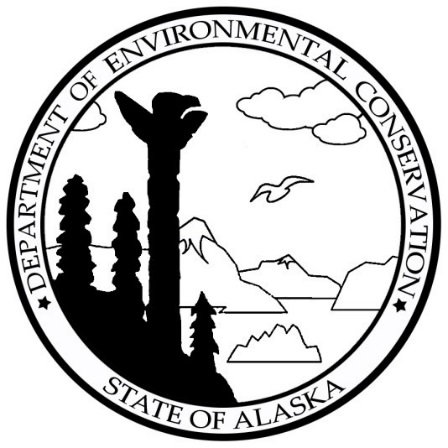 DEPARTMENT OF ENVIRONMENTAL CONSERVATION
STATE OF ALASKA